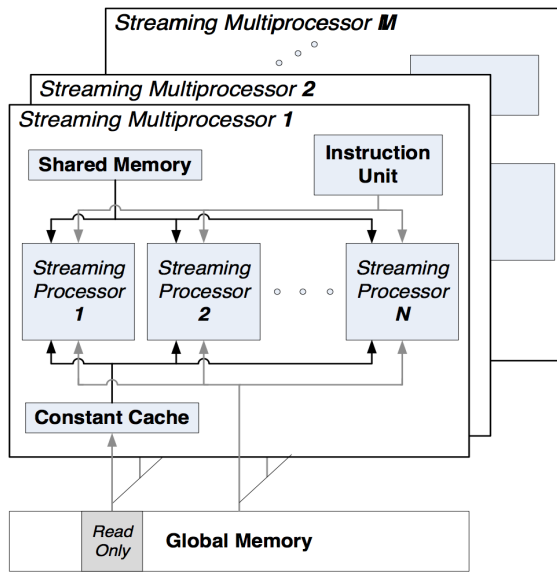 Streaming Multiprocessor M
Streaming Multiprocessor 2
Streaming Multiprocessor 1
Shared Memory
Instruction
Unit
Streaming
Processor
1
Streaming
Processor
2
Streaming
Processor
N
Constant Cache
Read
Only
Global Memory